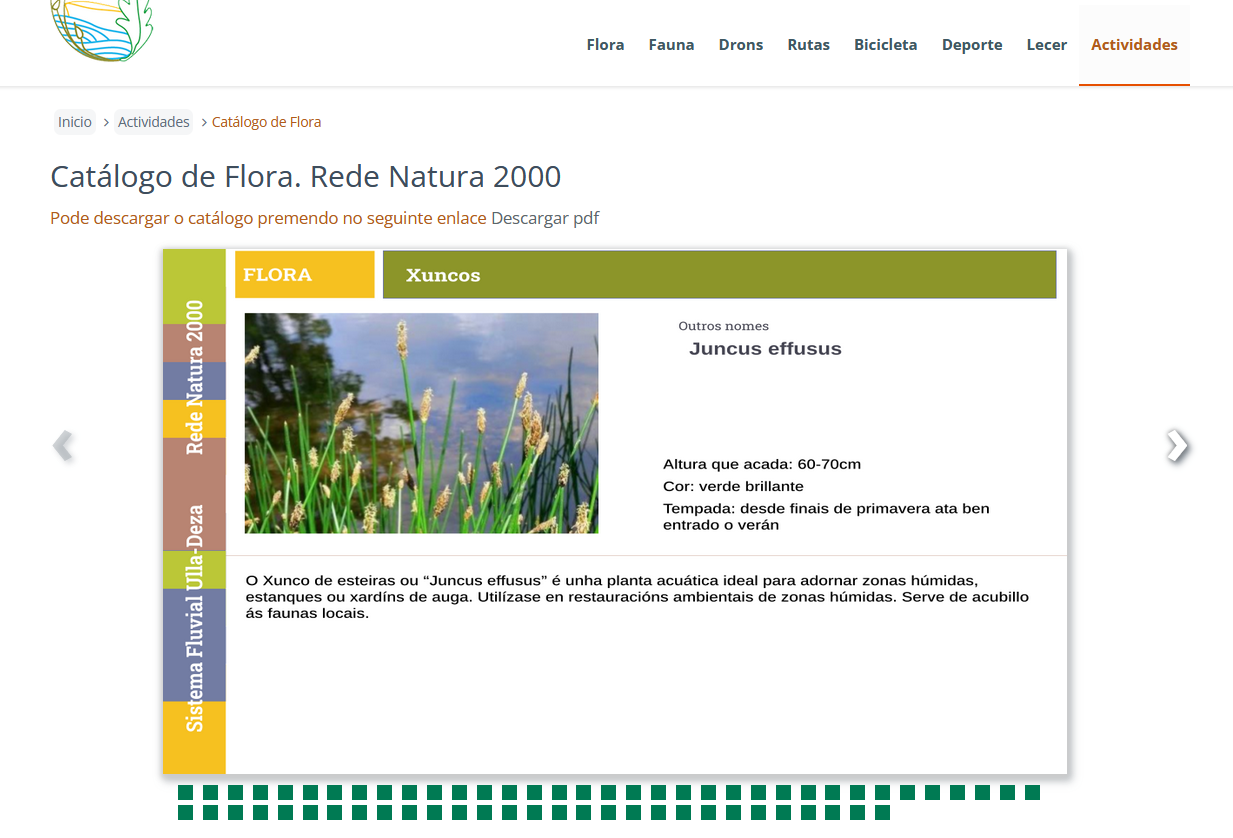 Flora Fauna Drons Rutas Bicicleta Deporte Lecer Actividades
Inicio > Actividades > Catálogo de Flora
Catálogo de Flora. Rede Natura 2000
Pode descargar o catálogo premendo no seguinte enlace Descargar pdf
Sistema Fluvial Ulla-Deza Rede Natura 2000
FLORA
Xuncos
Outros nomes
Juncus effusus
Altura que acada: 60-70cm
Cor: verde brillante
Tempada: desde finais de primavera ata ben
entrado o verán
O Xunco de esteiras ou “Juncus effusus” é unha planta acuática ideal para adornar zonas húmidas,
estanques ou xardíns de auga. Utilízase en restauracións ambientais de zonas húmidas. Serve de acubillo
ás faunas locais.